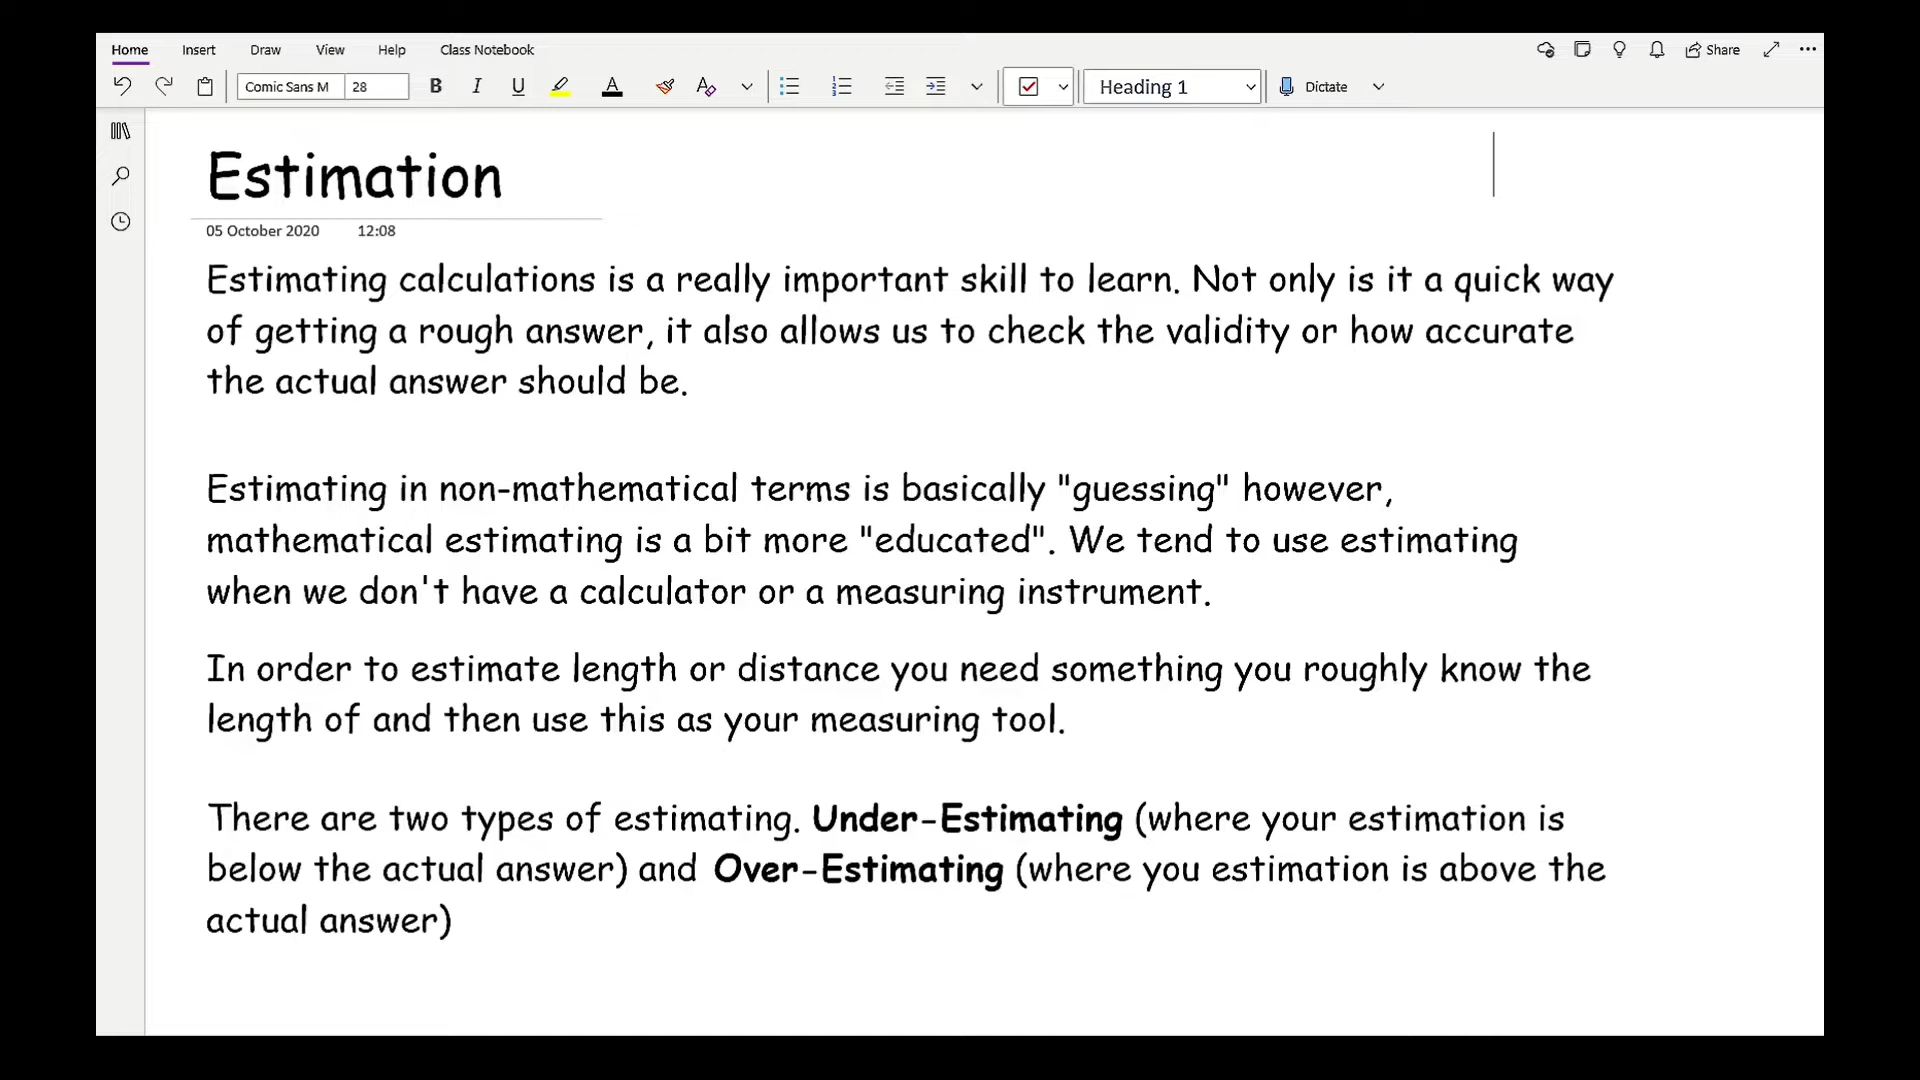 Home Insert Draw View Help Class Notebook Share
Comic Sans M 28 B I U A A Heading 1 Dictate
Estimation
05 October 2020 12:08
Estimating calculations is a really important skill to learn. Not only is it a quick way
of getting a rough answer, it also allows us to check the validity or how accurate
the actual answer should be.
Estimating in non-mathematical terms is basically "guessing" however,
mathematical estimating is a bit more "educated". We tend to use estimating
when we don't have a calculator or a measuring instrument.
In order to estimate length or distance you need something you roughly know the
length of and then use this as your measuring tool.
There are two types of estimating. Under-Estimating (where your estimation is
below the actual answer) and Over-Estimating (where you estimation is above the
actual answer)